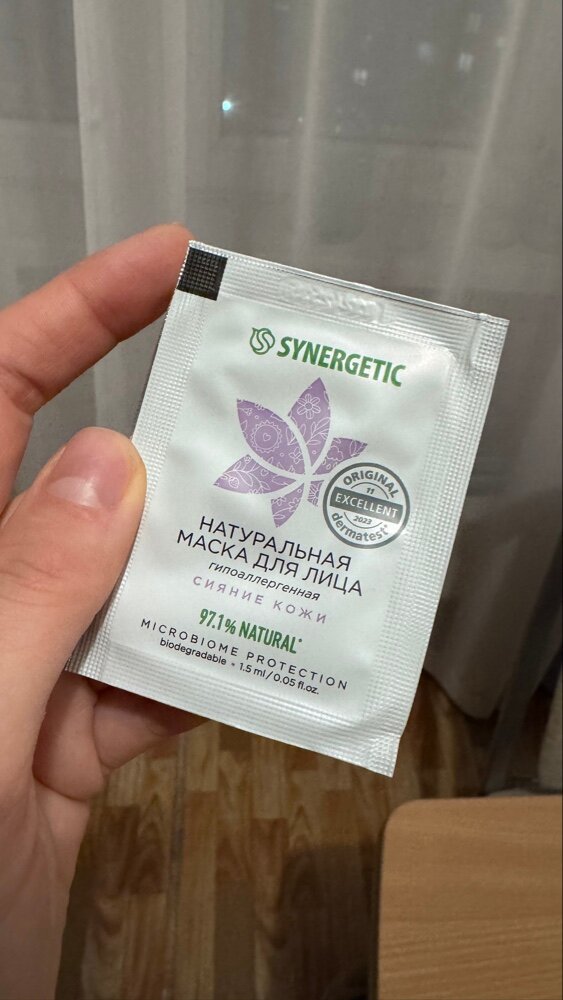 SYNERGETIC
ORIGINAL
11
EXCELLENT
2023
dermatest®
НАТУРАЛЬНАЯ
МАСКА ДЛЯ ЛИЦА
гипоаллергенная
СИЯНИЕ КОЖИ
97.1% NATURAL*
MICROBIOME PROTECTION
biodegradable • 1.5 ml / 0.05 fl.oz.